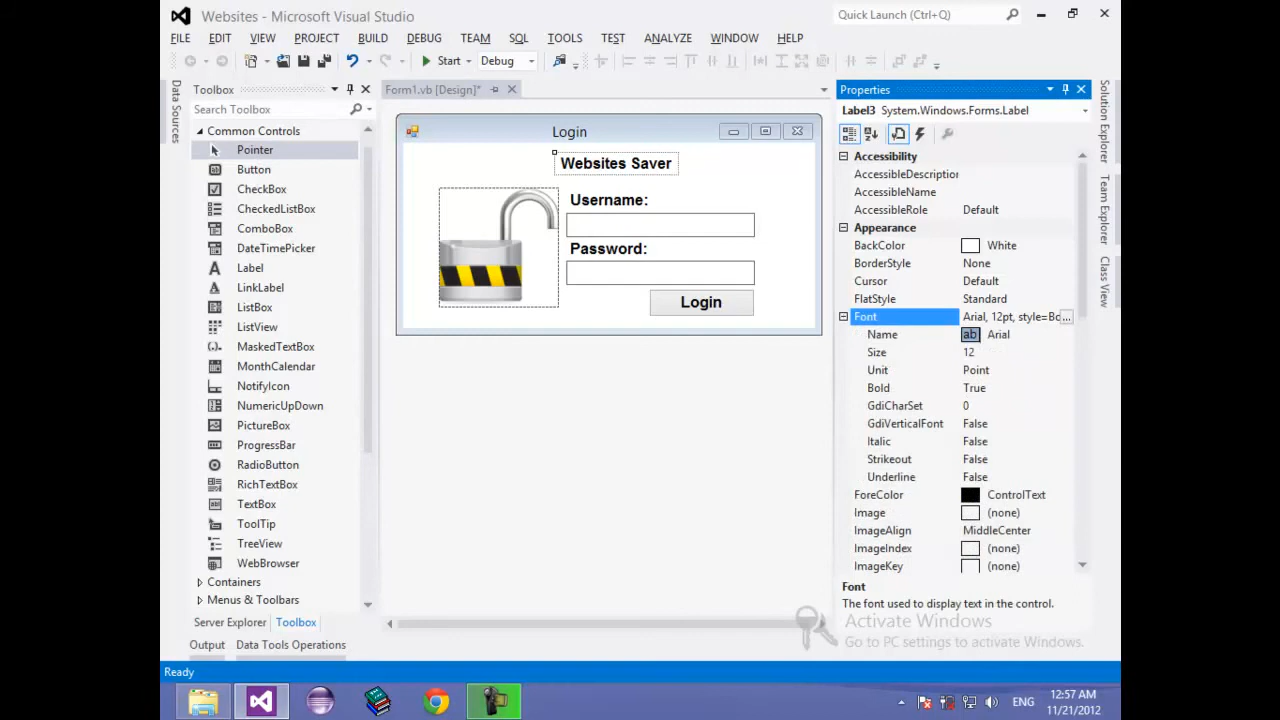 Websites - Microsoft Visual Studio
Quick Launch (Ctrl+Q)
FILE EDIT VIEW PROJECT BUILD DEBUG TEAM SQL TOOLS TEST ANALYZE WINDOW HELP
Start Debug
Data Sources
Toolbox
Search Toolbox
Common Controls
Pointer
Button
CheckBox
CheckedListBox
ComboBox
DateTimePicker
Label
LinkLabel
ListBox
ListView
MaskedTextBox
MonthCalendar
NotifyIcon
NumericUpDown
PictureBox
ProgressBar
RadioButton
RichTextBox
TextBox
ToolTip
TreeView
WebBrowser
Containers
Menus & Toolbars
Server Explorer Toolbox
Output Data Tools Operations
Form1.vb [Design]*
Login
Websites Saver
Username:
Password:
Login
Properties
Label3 System.Windows.Forms.Label
Accessibility
AccessibleDescription
AccessibleName
AccessibleRole Default
Appearance
BackColor White
BorderStyle None
Cursor Default
FlatStyle Standard
Font Arial, 12pt, style=Bo ...
Name ab Arial
Size 12
Unit Point
Bold True
GdiCharSet 0
GdiVerticalFont False
Italic False
Strikeout False
Underline False
ForeColor ControlText
Image (none)
ImageAlign MiddleCenter
ImageIndex (none)
ImageKey (none)
Font
The font used to display text in the control.
Activate Windows
Go to PC settings to activate Windows.
Solution Explorer
Team Explorer
Class View
Ready
ENG
12:57 AM
11/21/2012